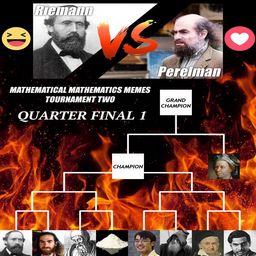 Riemann
VS
Perelman
MATHEMATICAL MATHEMATICS MEMES
TOURNAMENT TWO
QUARTER FINAL 1
GRAND
CHAMPION
CHAMPION